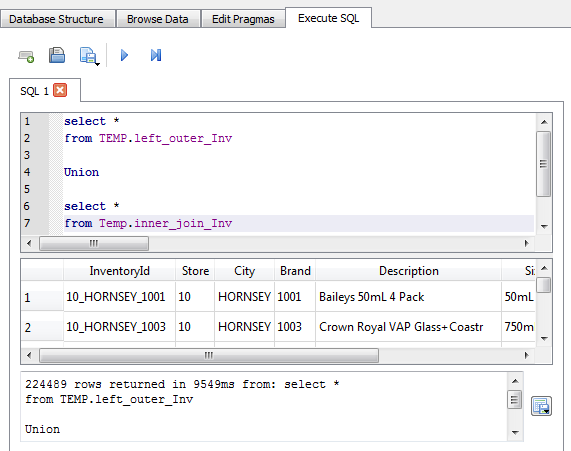 Database Structure Browse Data Edit Pragmas Execute SQL
SQL 1
1 select *
2 from TEMP.left_outer_Inv
3
4 Union
5
6 select *
7 from Temp.inner_join_Inv
InventoryId Store City Brand Description Si
1 10_HORNSEY_1001 10 HORNSEY 1001 Baileys 50mL 4 Pack 50mL
2 10_HORNSEY_1003 10 HORNSEY 1003 Crown Royal VAP Glass+Coastr 750m
224489 rows returned in 9549ms from: select *
from TEMP.left_outer_Inv
Union